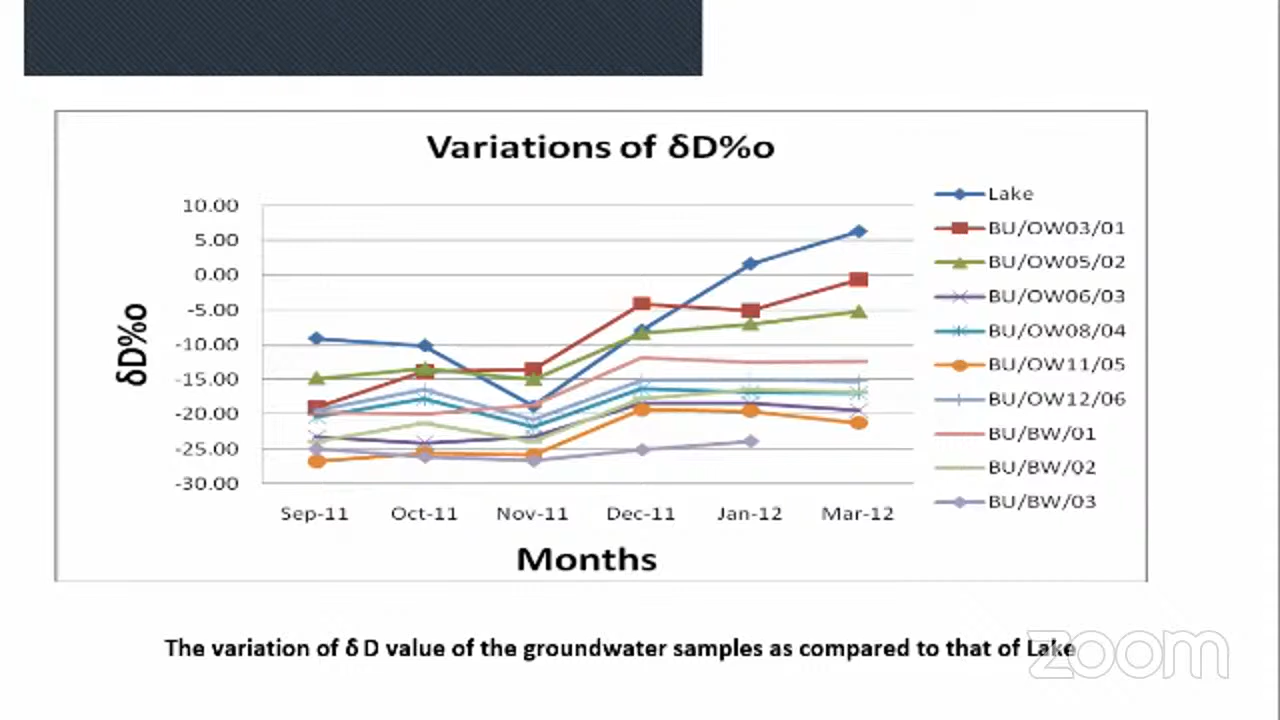 Variations of δD%o
10.00
5.00
0.00
-5.00
-10.00
-15.00
-20.00
-25.00
-30.00
δD%o
Sep-11 Oct-11 Nov-11 Dec-11 Jan-12 Mar-12
Months
Lake
BU/OW03/01
BU/OW05/02
BU/OW06/03
BU/OW08/04
BU/OW11/05
BU/OW12/06
BU/BW/01
BU/BW/02
BU/BW/03
The variation of δ D value of the groundwater samples as compared to that of Lake
zoom